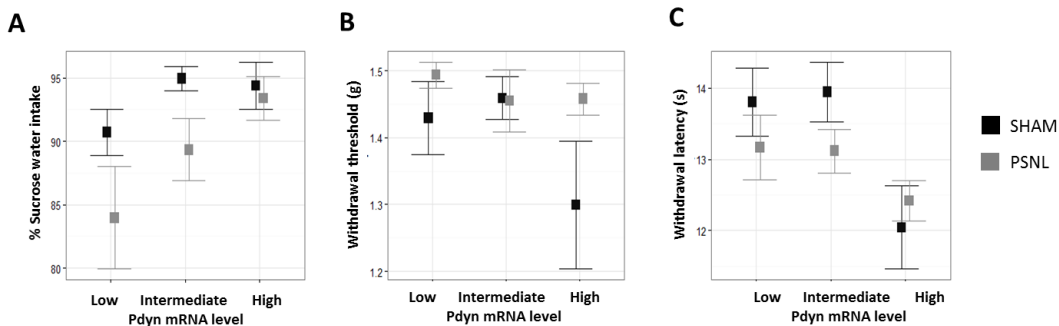 A
% Sucrose water intake
95
90
85
80
Low Intermediate High
Pdyn mRNA level
B
Withdrawal threshold (g)
1.5
1.4
1.3
1.2
Low Intermediate High
Pdyn mRNA level
C
Withdrawal latency (s)
14
13
12
Low Intermediate High
Pdyn mRNA level
SHAM
PSNL